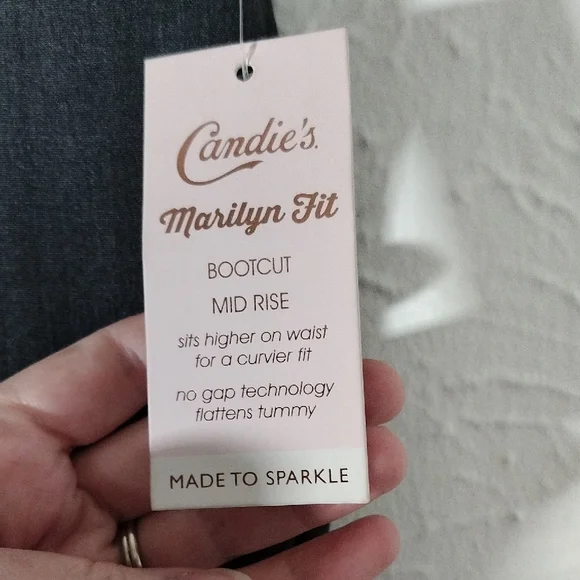 Candie's.
Marilyn Fit
BOOTCUT
MID RISE
sits higher on waist
for a curvier fit
no gap technology
flattens tummy
MADE TO SPARKLE